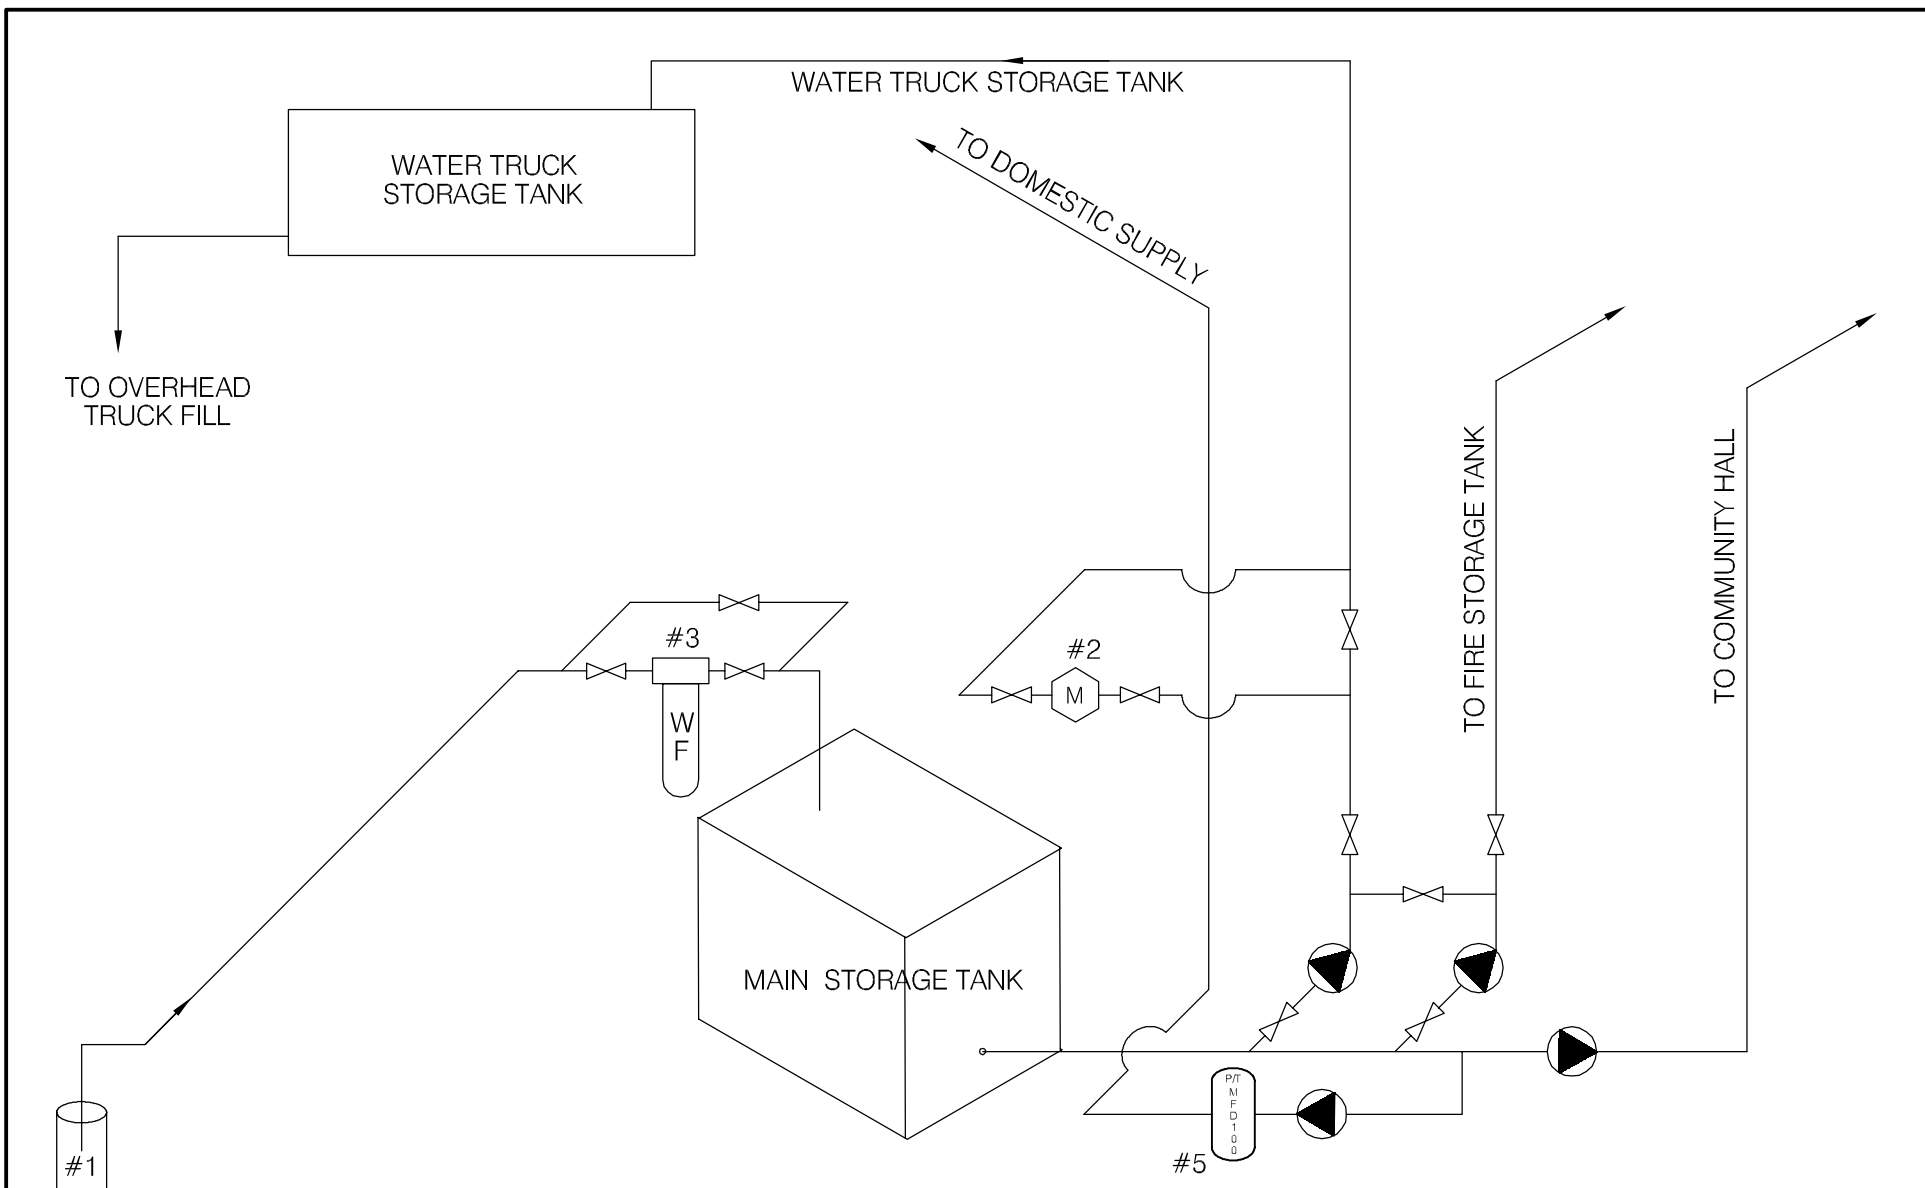 WATER TRUCK STORAGE TANK
WATER TRUCK
STORAGE TANK
TO DOMESTIC SUPPLY
TO OVERHEAD
TRUCK FILL
TO FIRE STORAGE TANK
TO COMMUNITY HALL
#3
W
F
#2
M
MAIN STORAGE TANK
#1
P/T
M
F
D
1
0
0
#5